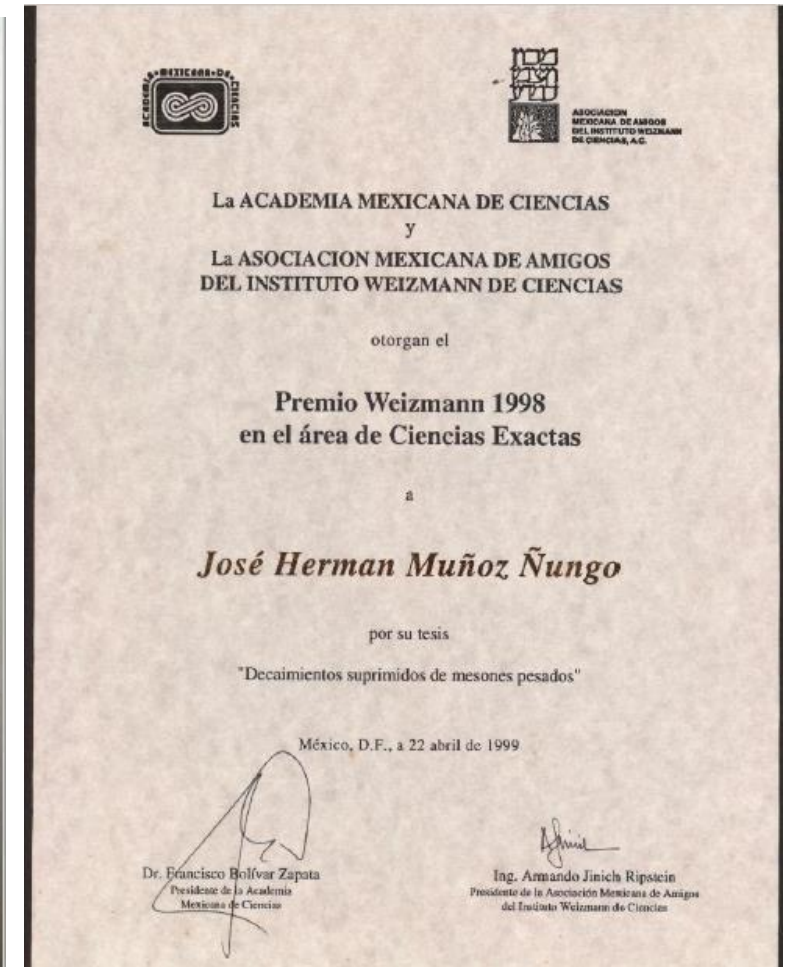 ACADEMIA·MEXICANA·DE·CIENCIAS
ASOCIACION
MEXICANA DE AMIGOS
DEL INSTITUTO WEIZMANN
DE CIENCIAS, A.C.
La ACADEMIA MEXICANA DE CIENCIAS
y
La ASOCIACION MEXICANA DE AMIGOS
DEL INSTITUTO WEIZMANN DE CIENCIAS
otorgan el
Premio Weizmann 1998
en el área de Ciencias Exactas
a
José Herman Muñoz Ñungo
por su tesis
"Decaimientos suprimidos de mesones pesados"
México, D.F., a 22 abril de 1999
Dr. Francisco Bolívar Zapata
Presidente de la Academia
Mexicana de Ciencias
Ing. Armando Jinich Ripstein
Presidente de la Asociación Mexicana de Amigos
del Instituto Weizmann de Ciencias